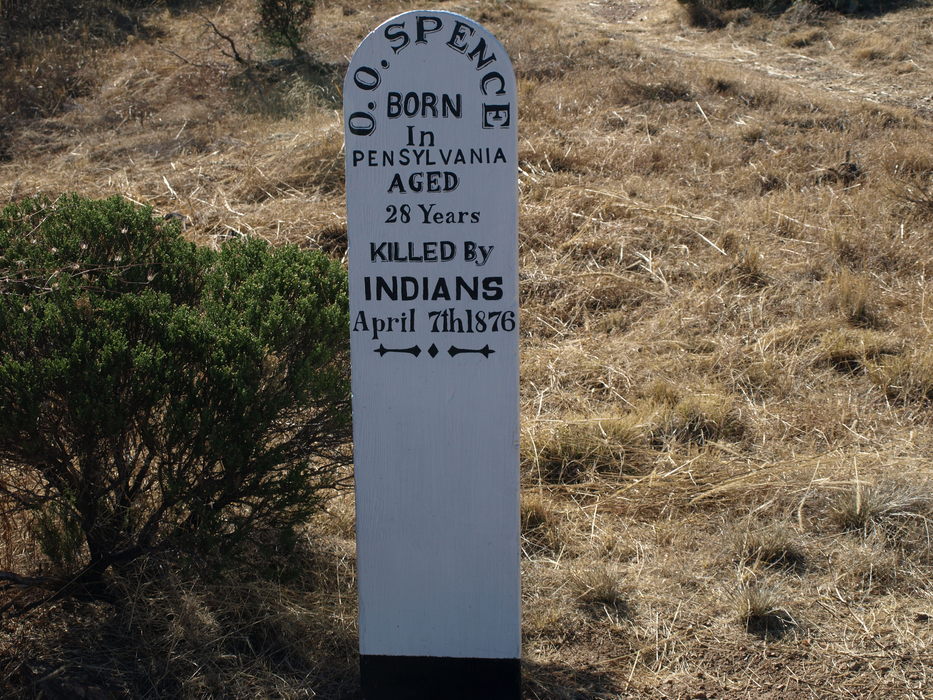 O.O. SPENCE
BORN
In
PENSYLVANIA
AGED
28 Years
KILLED By
INDIANS
April 7th1876